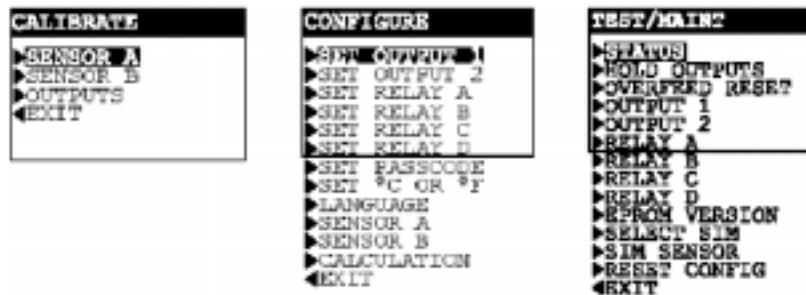 CALIBRATE
SENSOR A
SENSOR B
OUTPUTS
EXIT
CONFIGURE
SET OUTPUT 1
SET OUTPUT 2
SET RELAY A
SET RELAY B
SET RELAY C
SET RELAY D
SET PASSCODE
SET °C OR °F
LANGUAGE
SENSOR A
SENSOR B
CALCULATION
EXIT
TEST/MAINT
STATUS
HOLD OUTPUTS
OVERFEED RESET
OUTPUT 1
OUTPUT 2
RELAY A
RELAY B
RELAY C
RELAY D
EPROM VERSION
SELECT SIM
SIM SENSOR
RESET CONFIG
EXIT